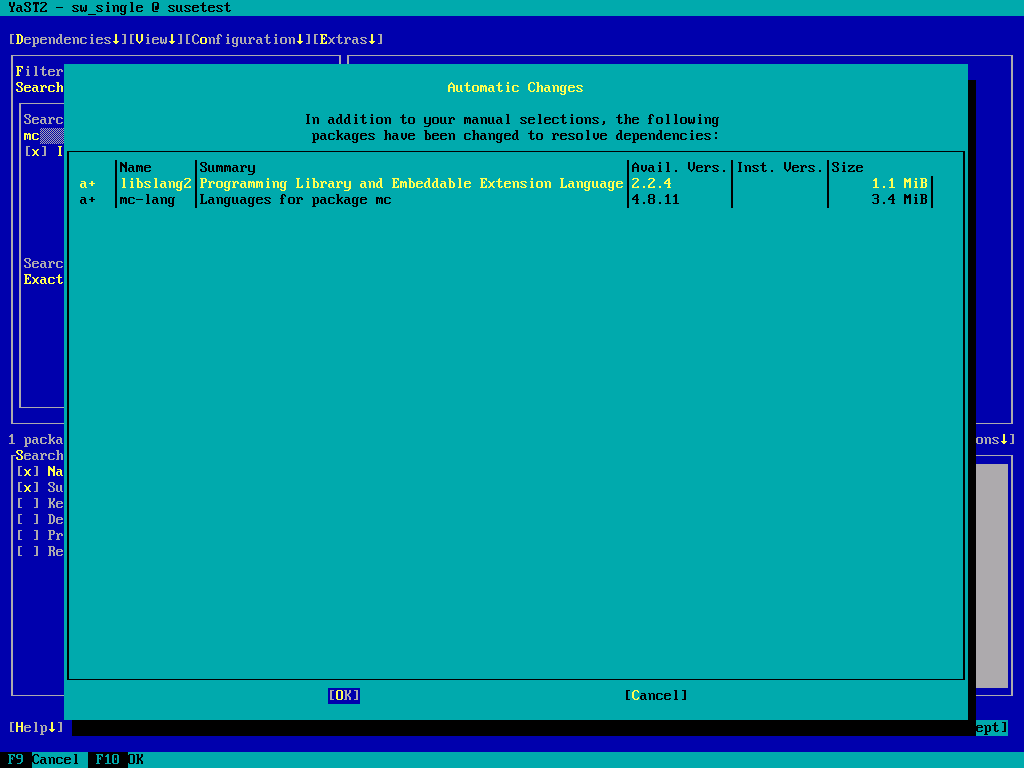 YaST2 - sw_single @ susetest
[Dependencies↓][View↓][Configuration↓][Extras↓]
Filter
Search
Automatic Changes
Searc
In addition to your manual selections, the following
mc
packages have been changed to resolve dependencies:
[x] I
Name Summary Avail. Vers. Inst. Vers. Size
a+ libslang2 Programming Library and Embeddable Extension Language 2.2.4 1.1 MiB
a+ mc-lang Languages for package mc 4.8.11 3.4 MiB
Searc
Exact
1 packa ons↓]
Search
[x] Na
[x] Su
[ ] Ke
[ ] De
[ ] Pr
[ ] Re
[OK] [Cancel]
[Help↓] ept]
F9 Cancel F10 OK